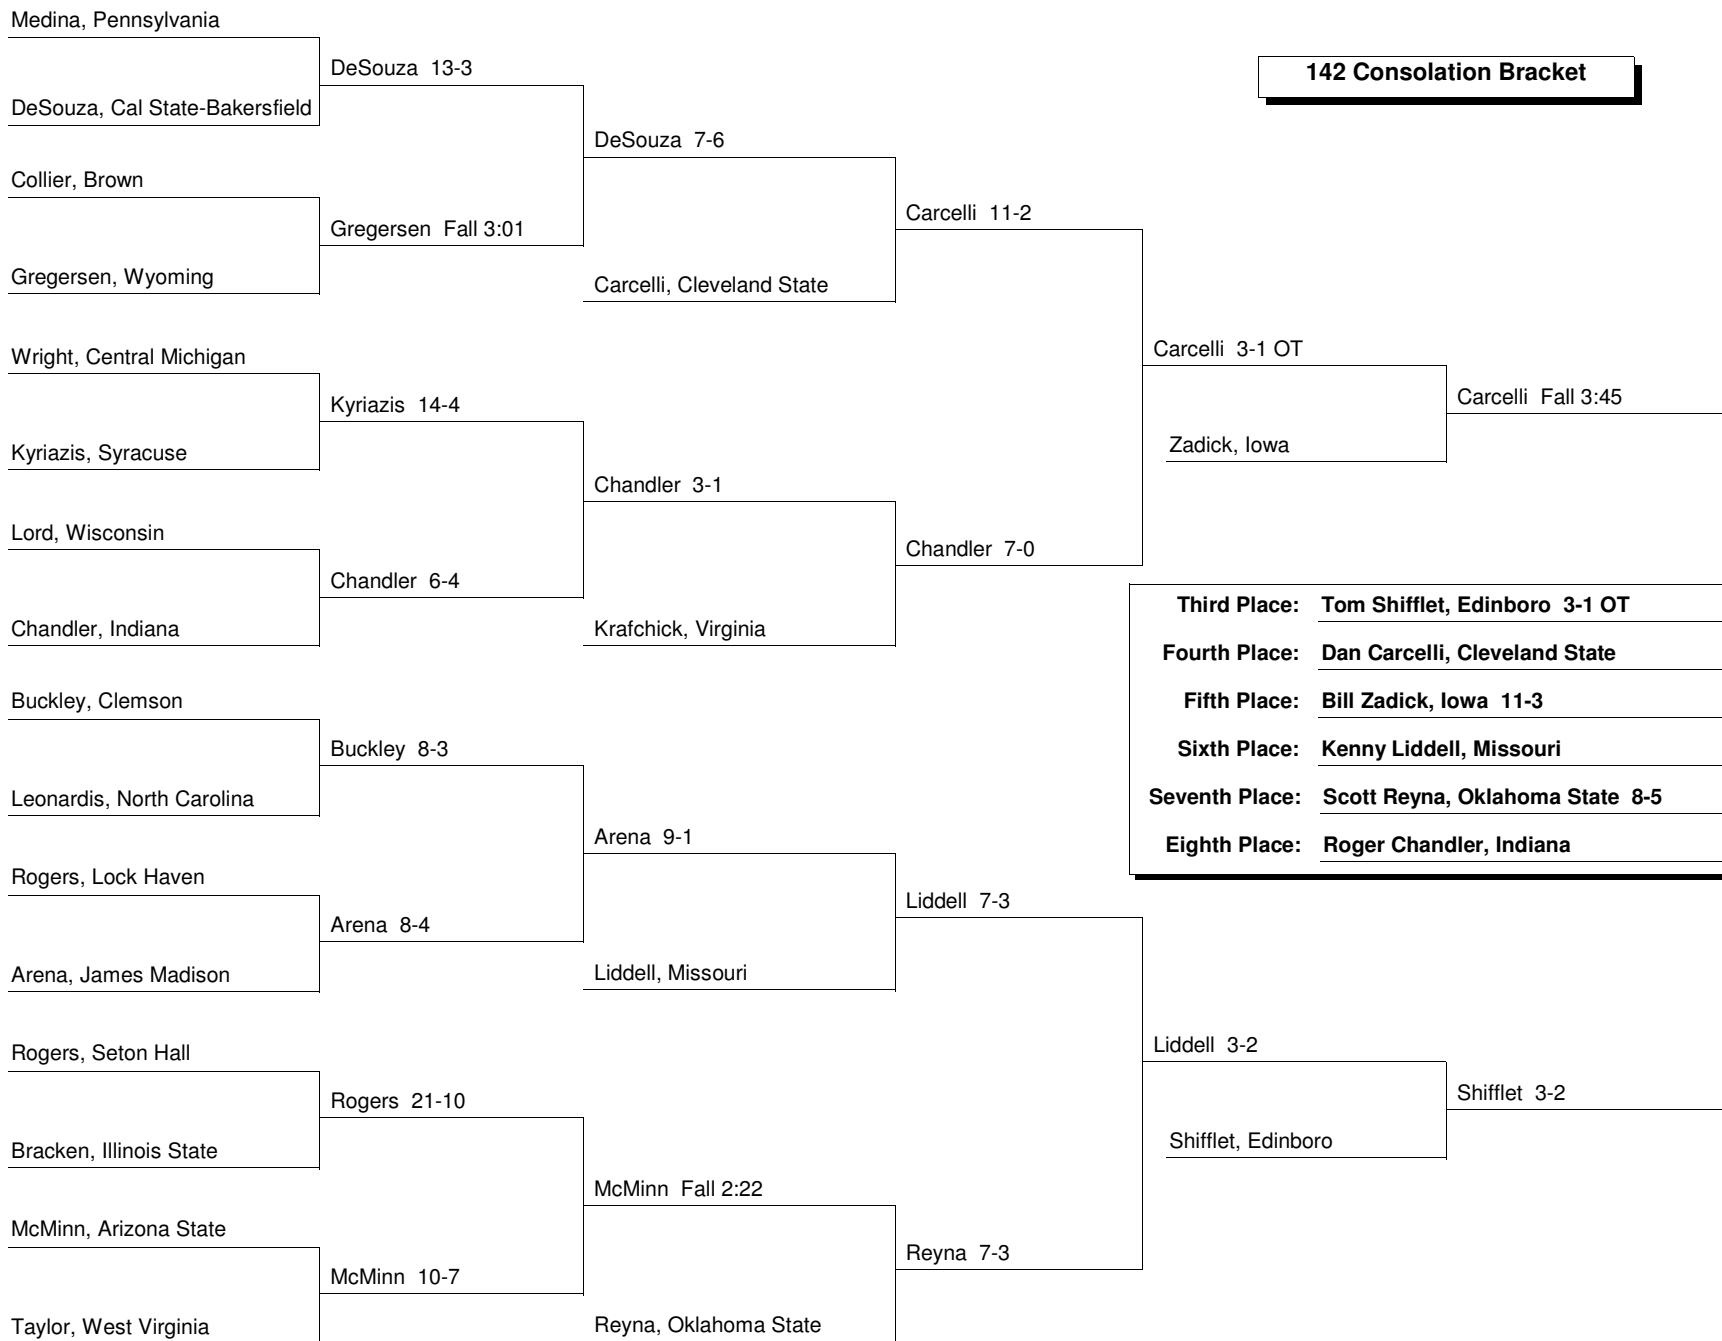 Medina, Pennsylvania
DeSouza 13-3
142 Consolation Bracket
DeSouza, Cal State-Bakersfield
DeSouza 7-6
Collier, Brown
Carcelli 11-2
Gregersen Fall 3:01
Gregersen, Wyoming
Carcelli, Cleveland State
Wright, Central Michigan
Carcelli 3-1 OT
Kyriazis 14-4
Carcelli Fall 3:45
Kyriazis, Syracuse
Zadick, Iowa
Chandler 3-1
Lord, Wisconsin
Chandler 7-0
Chandler 6-4
Chandler, Indiana
Krafchick, Virginia
Third Place: Tom Shifflet, Edinboro 3-1 OT
Fourth Place: Dan Carcelli, Cleveland State
Fifth Place: Bill Zadick, Iowa 11-3
Sixth Place: Kenny Liddell, Missouri
Seventh Place: Scott Reyna, Oklahoma State 8-5
Eighth Place: Roger Chandler, Indiana
Buckley, Clemson
Buckley 8-3
Leonardis, North Carolina
Arena 9-1
Rogers, Lock Haven
Liddell 7-3
Arena 8-4
Arena, James Madison
Liddell, Missouri
Rogers, Seton Hall
Liddell 3-2
Rogers 21-10
Shifflet 3-2
Bracken, Illinois State
Shifflet, Edinboro
McMinn Fall 2:22
McMinn, Arizona State
Reyna 7-3
McMinn 10-7
Taylor, West Virginia
Reyna, Oklahoma State